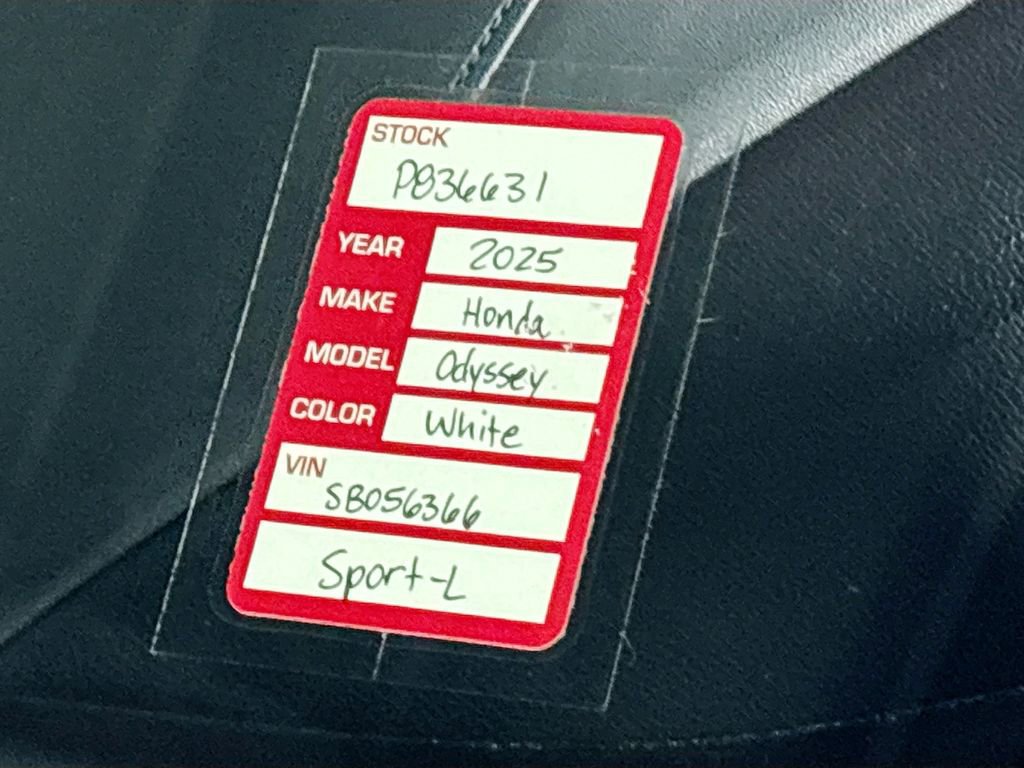 STOCK
P836631
YEAR 2025
MAKE Honda
MODEL Odyssey
COLOR White
VIN
SB056366
Sport-L